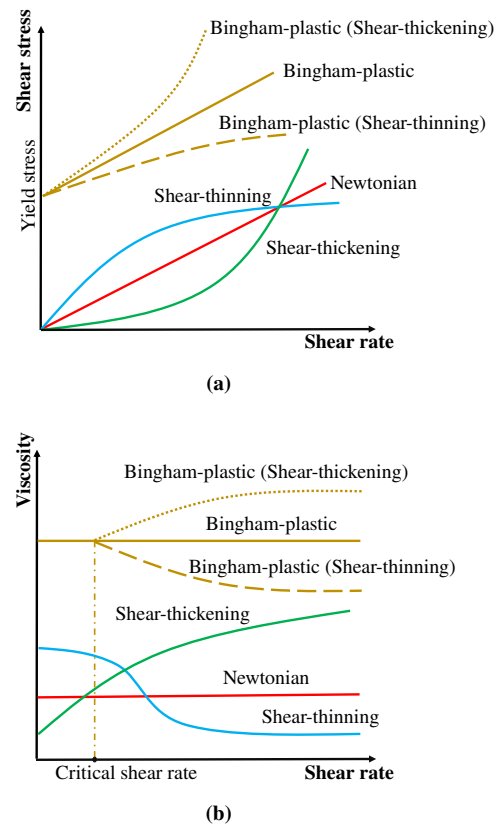 Bingham-plastic (Shear-thickening)
Shear stress
Bingham-plastic
Bingham-plastic (Shear-thinning)
Yield stress
Shear-thinning
Newtonian
Shear-thickening
Shear rate
(a)
Viscosity
Bingham-plastic (Shear-thickening)
Bingham-plastic
Bingham-plastic (Shear-thinning)
Shear-thickening
Newtonian
Shear-thinning
Critical shear rate
Shear rate
(b)